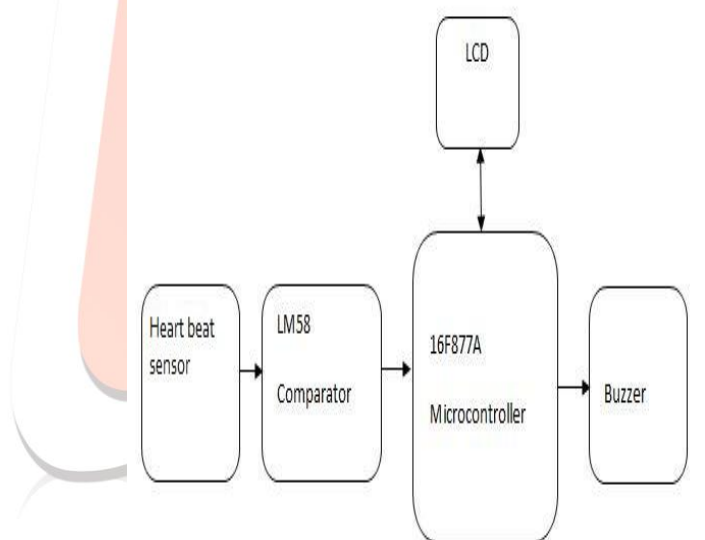 LCD
Heart beat
sensor
LM58
Comparator
16F877A
Microcontroller
Buzzer